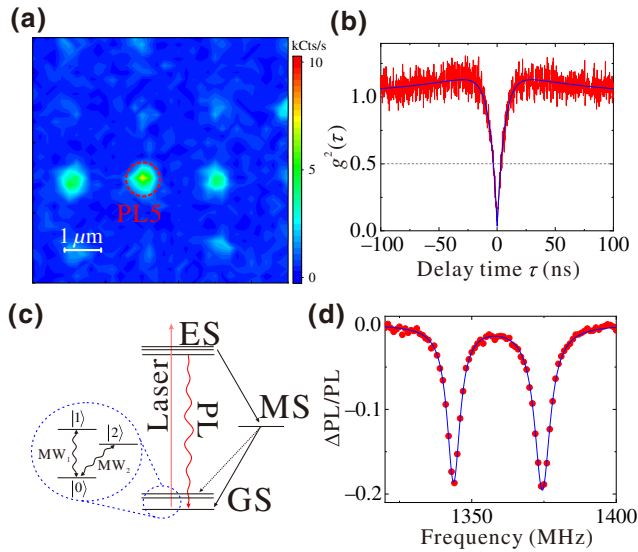 (a)
kCts/s
10
5
0
PL5
1 μm
(b)
g²(τ)
1.0
0.5
0.0
-100 -50 0 50 100
Delay time τ (ns)
(c)
ES
Laser
PL
MS
GS
|1⟩
|2⟩
MW₁
MW₂
|0⟩
(d)
ΔPL/PL
0.0
-0.1
-0.2
1350 1400
Frequency (MHz)